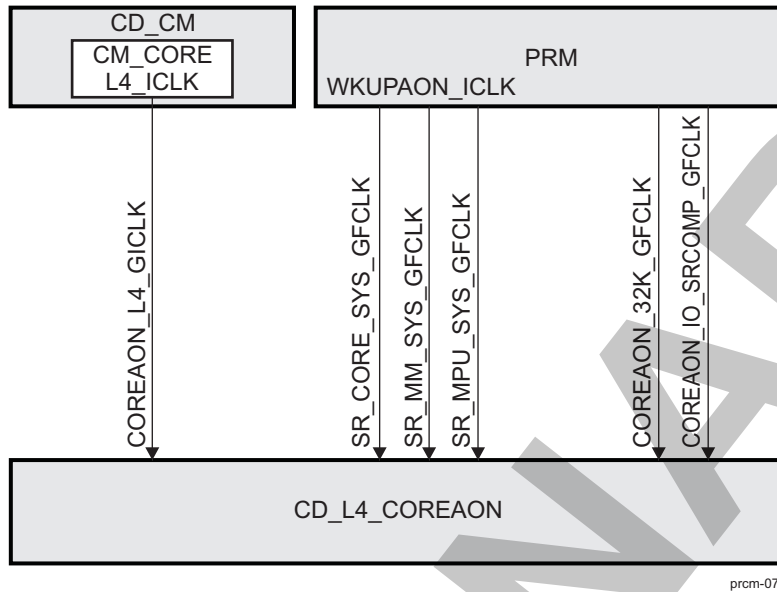 CD_CM
CM_CORE
L4_ICLK
PRM
WKUPAON_ICLK
COREAON_L4_GICLK
SR_CORE_SYS_GFCLK
SR_MM_SYS_GFCLK
SR_MPU_SYS_GFCLK
COREAON_32K_GFCLK
COREAON_IO_SRCOMP_GFCLK
CD_L4_COREAON
prcm-07